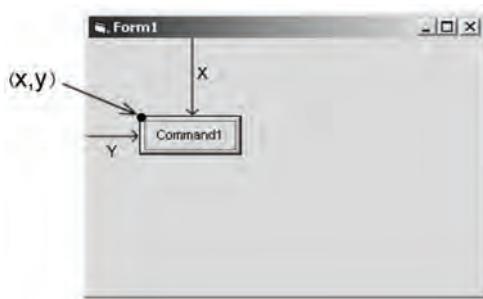 Form1
X
(x,y)
Command1
Y